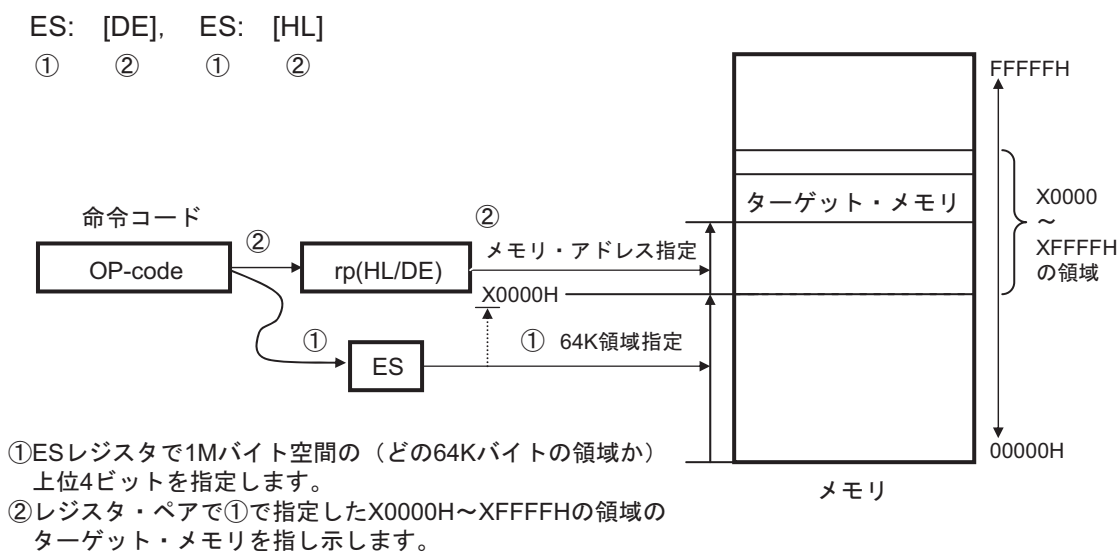 ES: [DE], ES: [HL]
① ② ① ②
FFFFFH
ターゲット・メモリ
X0000
～
XFFFFH
の領域
命令コード
OP-code
②
rp(HL/DE)
②
メモリ・アドレス指定
X0000H
①
ES
① 64K領域指定
00000H
メモリ
①ESレジスタで1Mバイト空間の（どの64Kバイトの領域か）
上位4ビットを指定します。
②レジスタ・ペアで①で指定したX0000H～XFFFFHの領域の
ターゲット・メモリを指し示します。